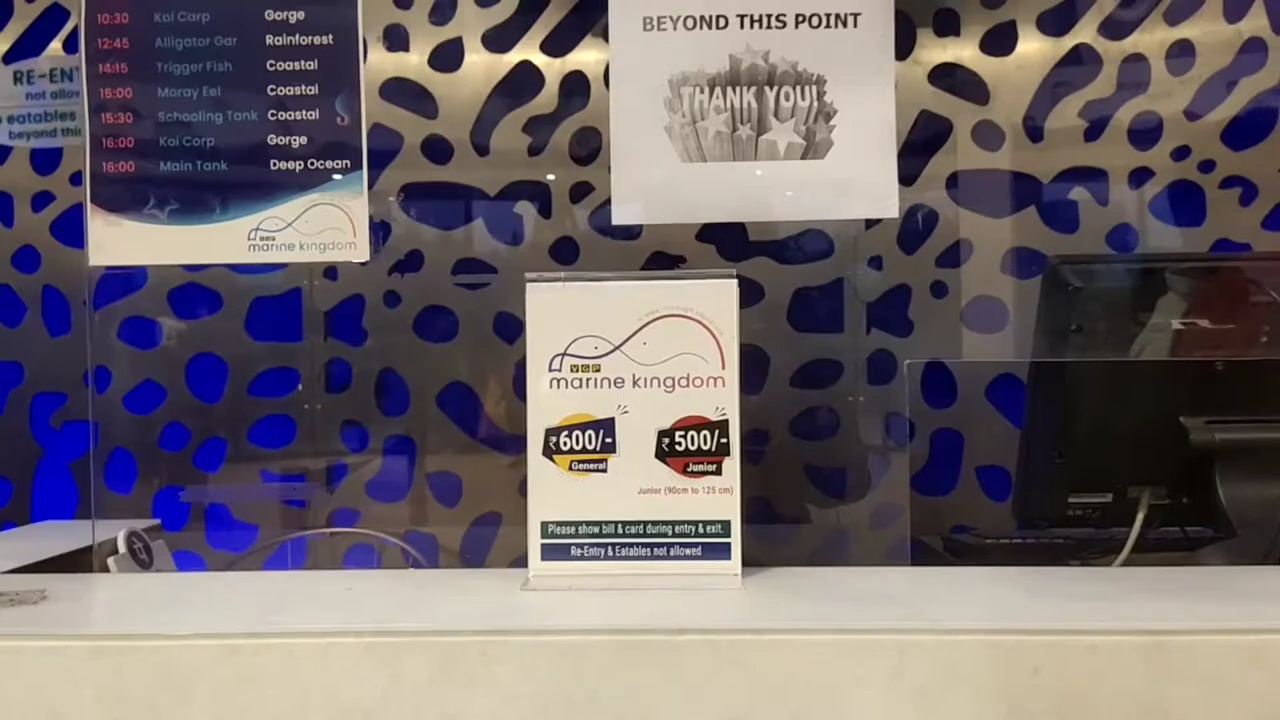 10:30 Koi Carp Gorge
12:45 Alligator Gar Rainforest
14:15 Trigger Fish Coastal
15:00 Moray Eel Coastal
15:30 Schooling Tank Coastal
16:00 Koi Corp Gorge
16:00 Main Tank Deep Ocean
marine kingdom
RE-EN
not allow
eatables
beyond thi
BEYOND THIS POINT
THANK YOU!
VGP
marine kingdom
₹600/-
General
₹ 500/-
Junior
Junior (90cm to 125 cm)
Please show bill & card during entry & exit.
Re-Entry & Eatables not allowed